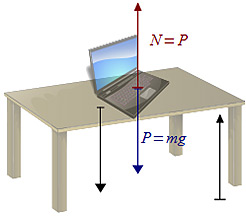 N = P
P = mg